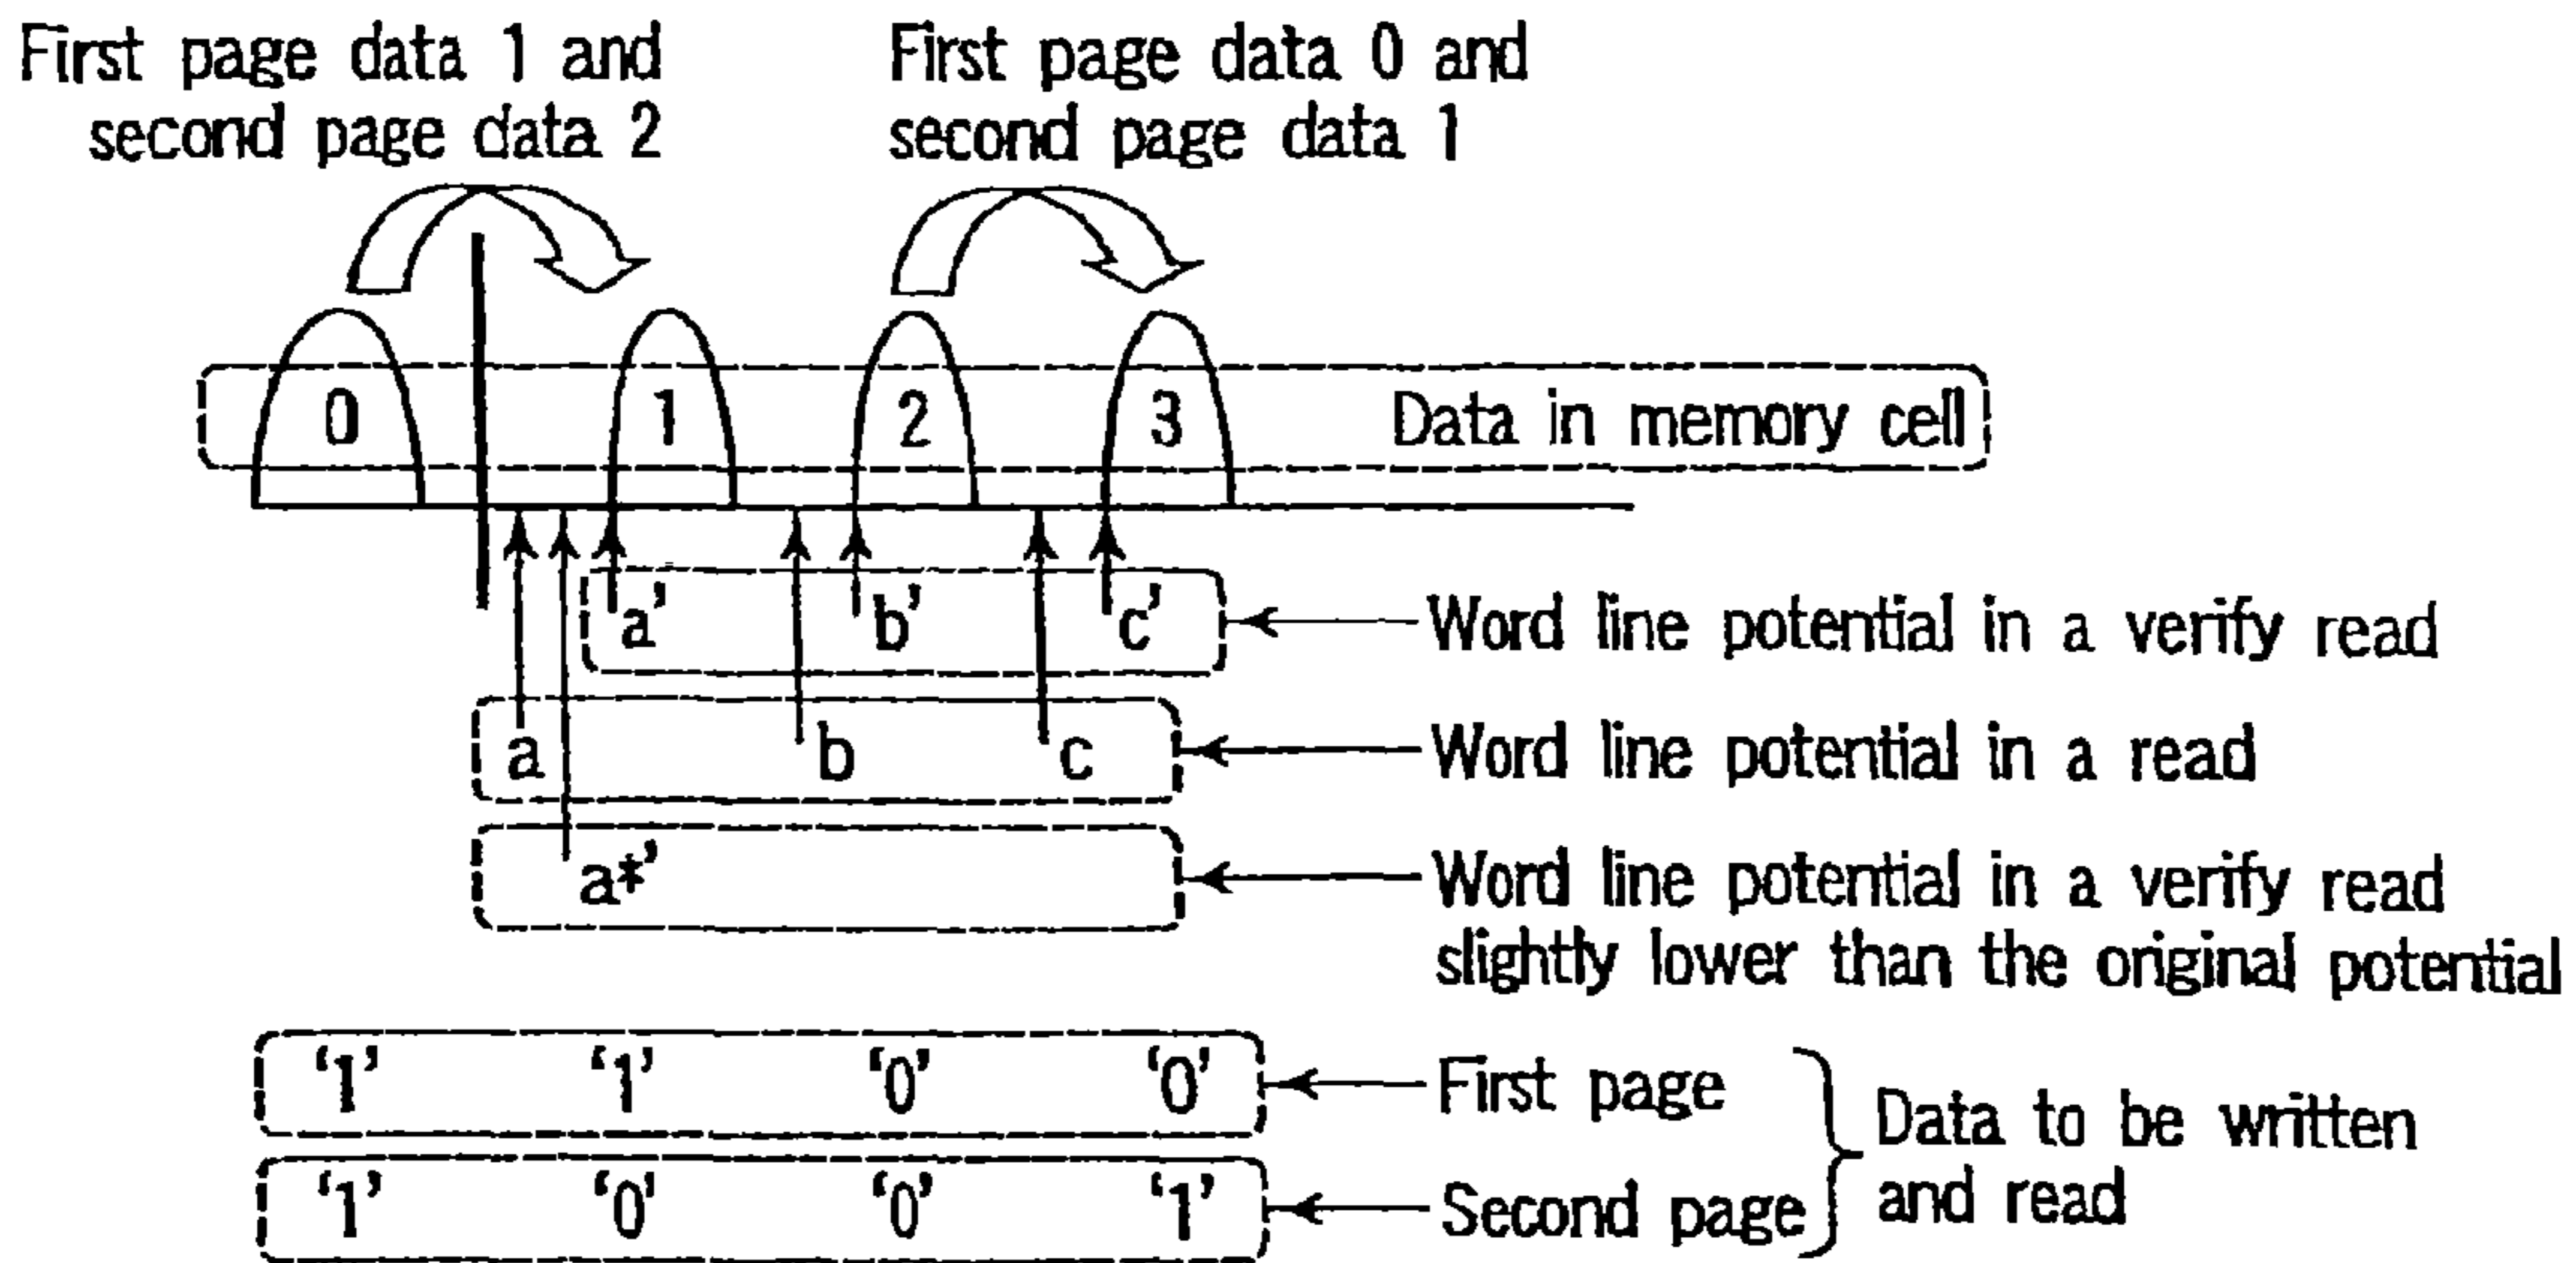 First page data 1 and
second page data 2
First page data 0 and
second page data 1
0 1 2 3 Data in memory cell
a' b' c' Word line potential in a verify read
a b c Word line potential in a read
a*' Word line potential in a verify read
slightly lower than the original potential
‘1’ ‘1’ ‘0’ ‘0’ First page
‘1’ ‘0’ ‘0’ ‘1’ Second page
Data to be written
and read